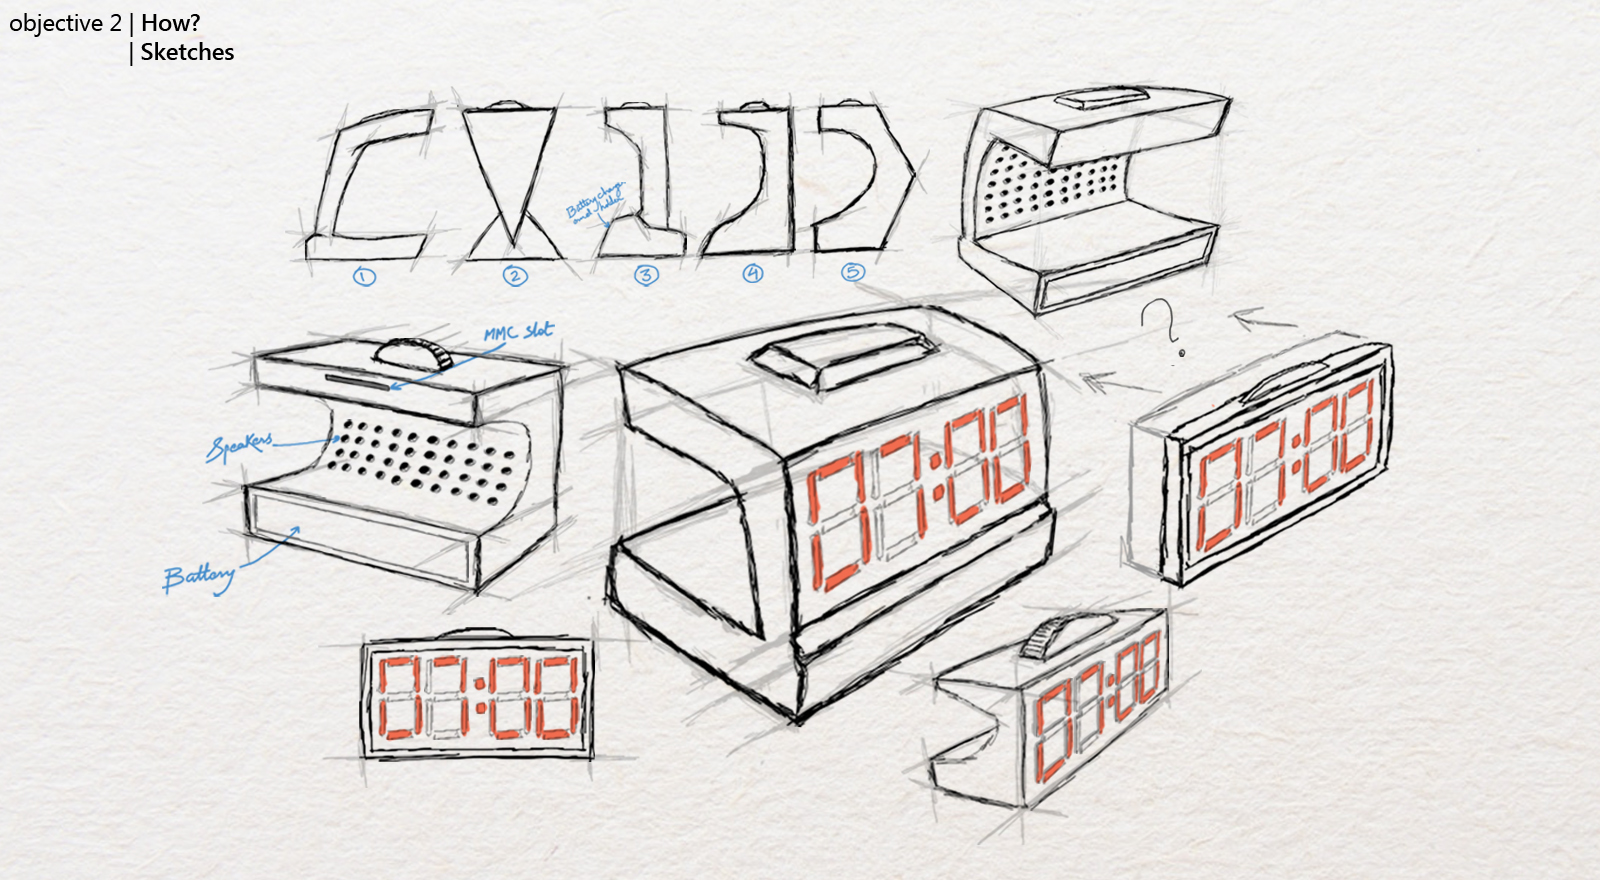 objective 2 | How?
| Sketches
Battery charger
and holder
1
2
3
4
5
MMC slot
Speakers
Battery
07:00
07:00
07:00
07:00
?